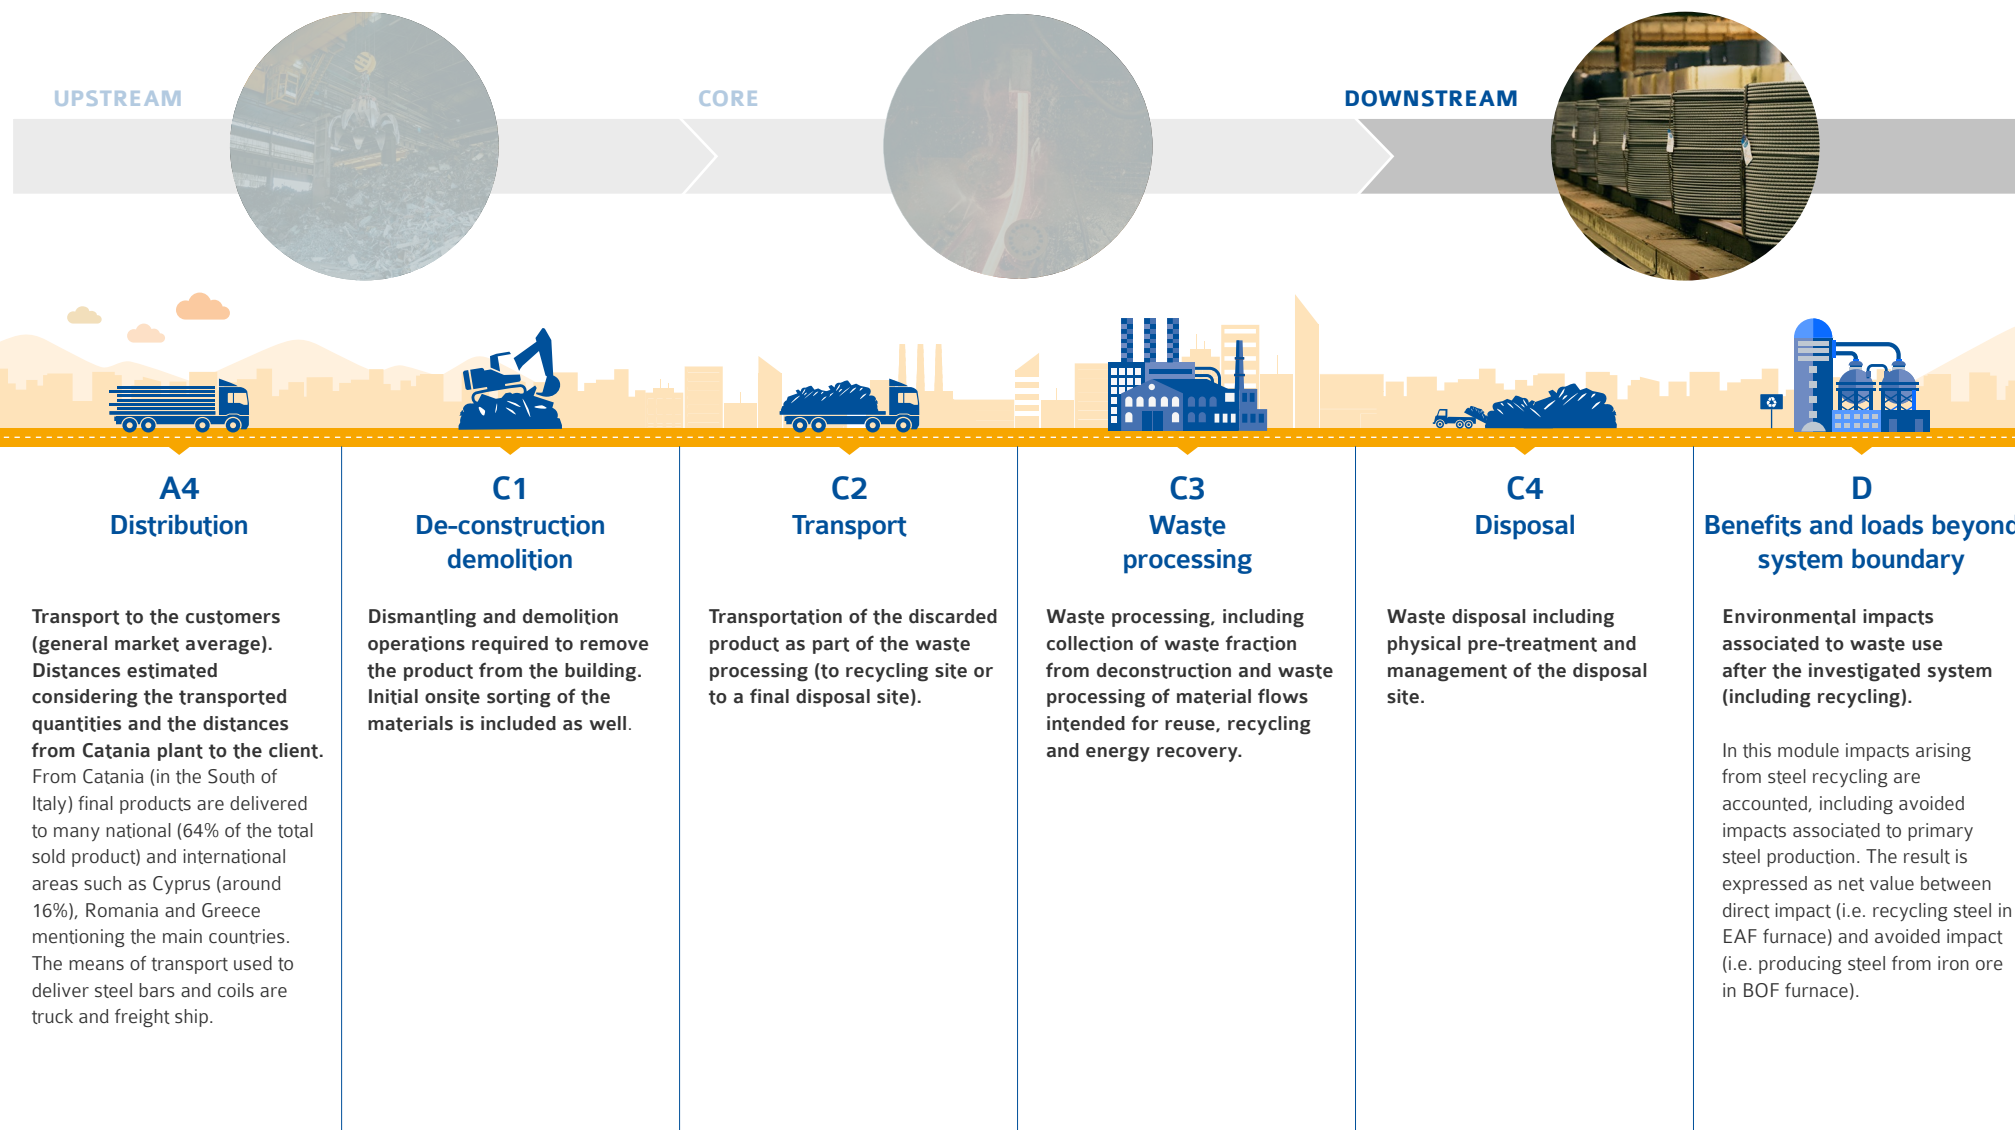 UPSTREAM
CORE
DOWNSTREAM
A4
Distribution
Transport to the customers
(general market average).
Distances estimated
considering the transported
quantities and the distances
from Catania plant to the client.
From Catania (in the South of
Italy) final products are delivered
to many national (64% of the total
sold product) and international
areas such as Cyprus (around
16%), Romania and Greece
mentioning the main countries.
The means of transport used to
deliver steel bars and coils are
truck and freight ship.
C1
De-construction
demolition
Dismantling and demolition
operations required to remove
the product from the building.
Initial onsite sorting of the
materials is included as well.
C2
Transport
Transportation of the discarded
product as part of the waste
processing (to recycling site or
to a final disposal site).
C3
Waste
processing
Waste processing, including
collection of waste fraction
from deconstruction and waste
processing of material flows
intended for reuse, recycling
and energy recovery.
C4
Disposal
Waste disposal including
physical pre-treatment and
management of the disposal
site.
D
Benefits and loads beyond
system boundary
Environmental impacts
associated to waste use
after the investigated system
(including recycling).
In this module impacts arising
from steel recycling are
accounted, including avoided
impacts associated to primary
steel production. The result is
expressed as net value between
direct impact (i.e. recycling steel in
EAF furnace) and avoided impact
(i.e. producing steel from iron ore
in BOF furnace).